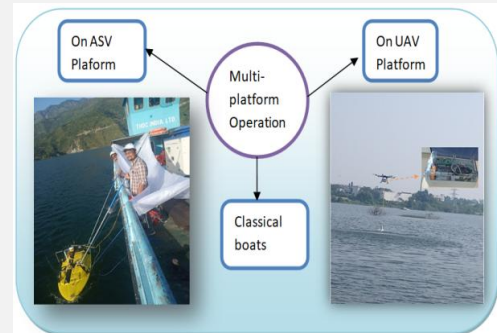 On ASV
Plaform
Multi-
platform
Operation
On UAV
Platform
Classical
boats